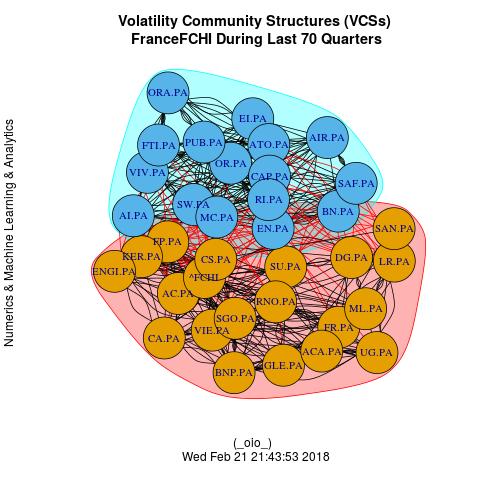 Volatility Community Structures (VCSs)
FranceFCHI During Last 70 Quarters
Numerics & Machine Learning & Analytics
ORA.PA
EI.PA
AIR.PA
FTI.PA
PUB.PA
ATO.PA
OR.PA
VIV.PA
CAP.PA
SAF.PA
RI.PA
SW.PA
MC.PA
AI.PA
BN.PA
EN.PA
SAN.PA
FP.PA
KER.PA
CS.PA
DG.PA
LR.PA
ENGI.PA
SU.PA
^FCHI
AC.PA
RNO.PA
ML.PA
SGO.PA
VIE.PA
FR.PA
CA.PA
ACA.PA
UG.PA
GLE.PA
BNP.PA
(_oio_)
Wed Feb 21 21:43:53 2018